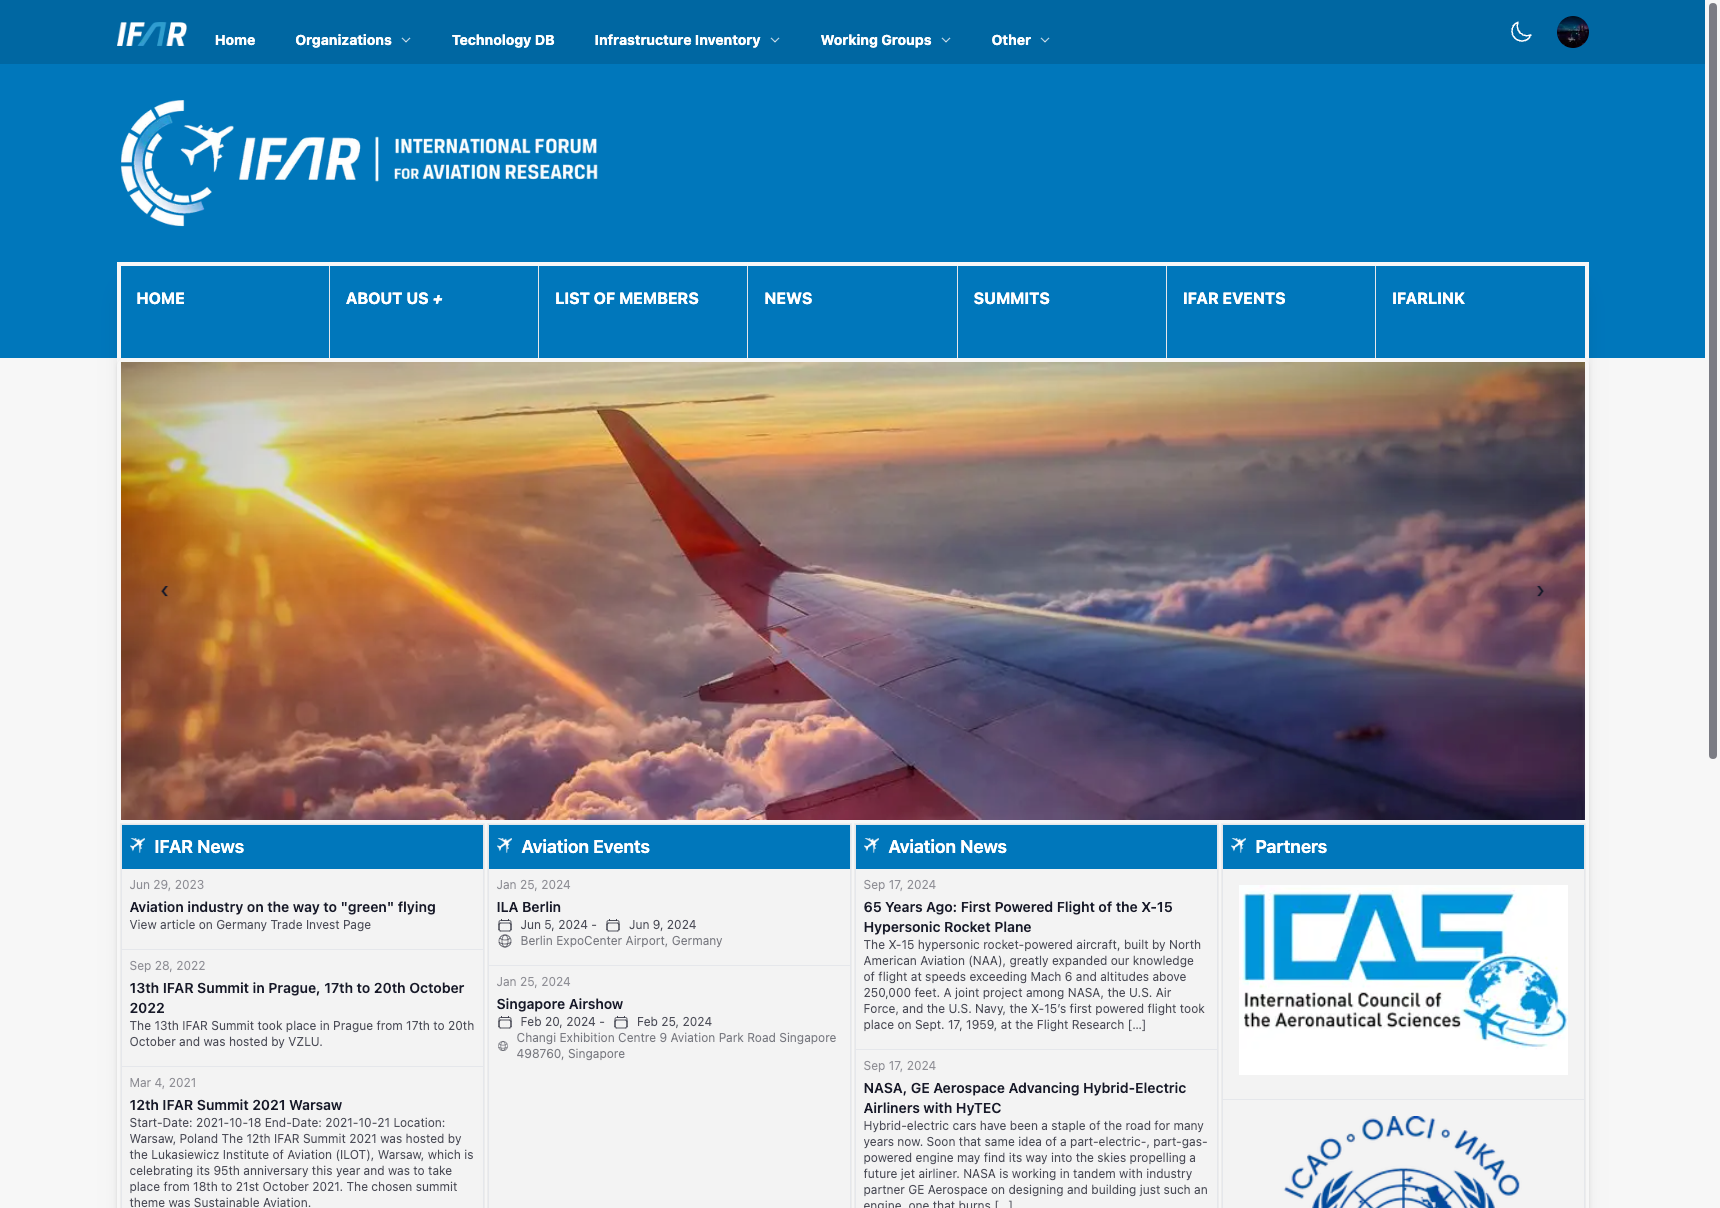 IFAR
Home
Organizations
Technology DB
Infrastructure Inventory
Working Groups
Other
IFAR
INTERNATIONAL FORUM
FOR AVIATION RESEARCH
HOME
ABOUT US +
LIST OF MEMBERS
NEWS
SUMMITS
IFAR EVENTS
IFARLINK
IFAR News
Jun 29, 2023
Aviation industry on the way to "green" flying
View article on Germany Trade Invest Page
Sep 28, 2022
13th IFAR Summit in Prague, 17th to 20th October
2022
The 13th IFAR Summit took place in Prague from 17th to 20th
October and was hosted by VZLU.
Mar 4, 2021
12th IFAR Summit 2021 Warsaw
Start-Date: 2021-10-18 End-Date: 2021-10-21 Location:
Warsaw, Poland The 12th IFAR Summit 2021 was hosted by
the Lukasiewicz Institute of Aviation (ILOT), Warsaw, which is
celebrating its 95th anniversary this year and was to take
place from 18th to 21st October 2021. The chosen summit
theme was Sustainable Aviation.
Aviation Events
Jan 25, 2024
ILA Berlin
Jun 5, 2024 - Jun 9, 2024
Berlin ExpoCenter Airport, Germany
Jan 25, 2024
Singapore Airshow
Feb 20, 2024 - Feb 25, 2024
Changi Exhibition Centre 9 Aviation Park Road Singapore
498760, Singapore
Aviation News
Sep 17, 2024
65 Years Ago: First Powered Flight of the X-15
Hypersonic Rocket Plane
The X-15 hypersonic rocket-powered aircraft, built by North
American Aviation (NAA), greatly expanded our knowledge
of flight at speeds exceeding Mach 6 and altitudes above
250,000 feet. A joint project among NASA, the U.S. Air
Force, and the U.S. Navy, the X-15's first powered flight took
place on Sept. 17, 1959, at the Flight Research [...]
Sep 17, 2024
NASA, GE Aerospace Advancing Hybrid-Electric
Airliners with HyTEC
Hybrid-electric cars have been a staple of the road for many
years now. Soon that same idea of a part-electric-, part-gas-
powered engine may find its way into the skies propelling a
future jet airliner. NASA is working in tandem with industry
partner GE Aerospace on designing and building just such an
engine, one that burns [...]
Partners
ICAS
International Council of
the Aeronautical Sciences
ICAO OACI ИКАО